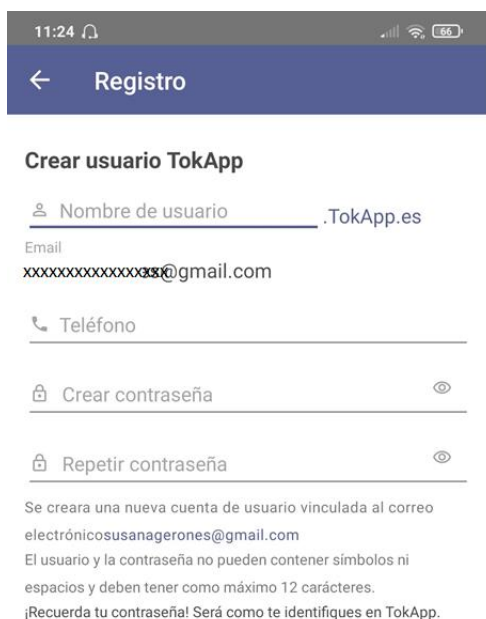 11:24
66
Registro
Crear usuario TokApp
Nombre de usuario .TokApp.es
Email
xxxxxxxxxxxxxxxxxx@gmail.com
Teléfono
Crear contraseña
Repetir contraseña
Se creara una nueva cuenta de usuario vinculada al correo
electrónicosusanagerones@gmail.com
El usuario y la contraseña no pueden contener símbolos ni
espacios y deben tener como máximo 12 carácteres.
¡Recuerda tu contraseña! Será como te identifiques en TokApp.